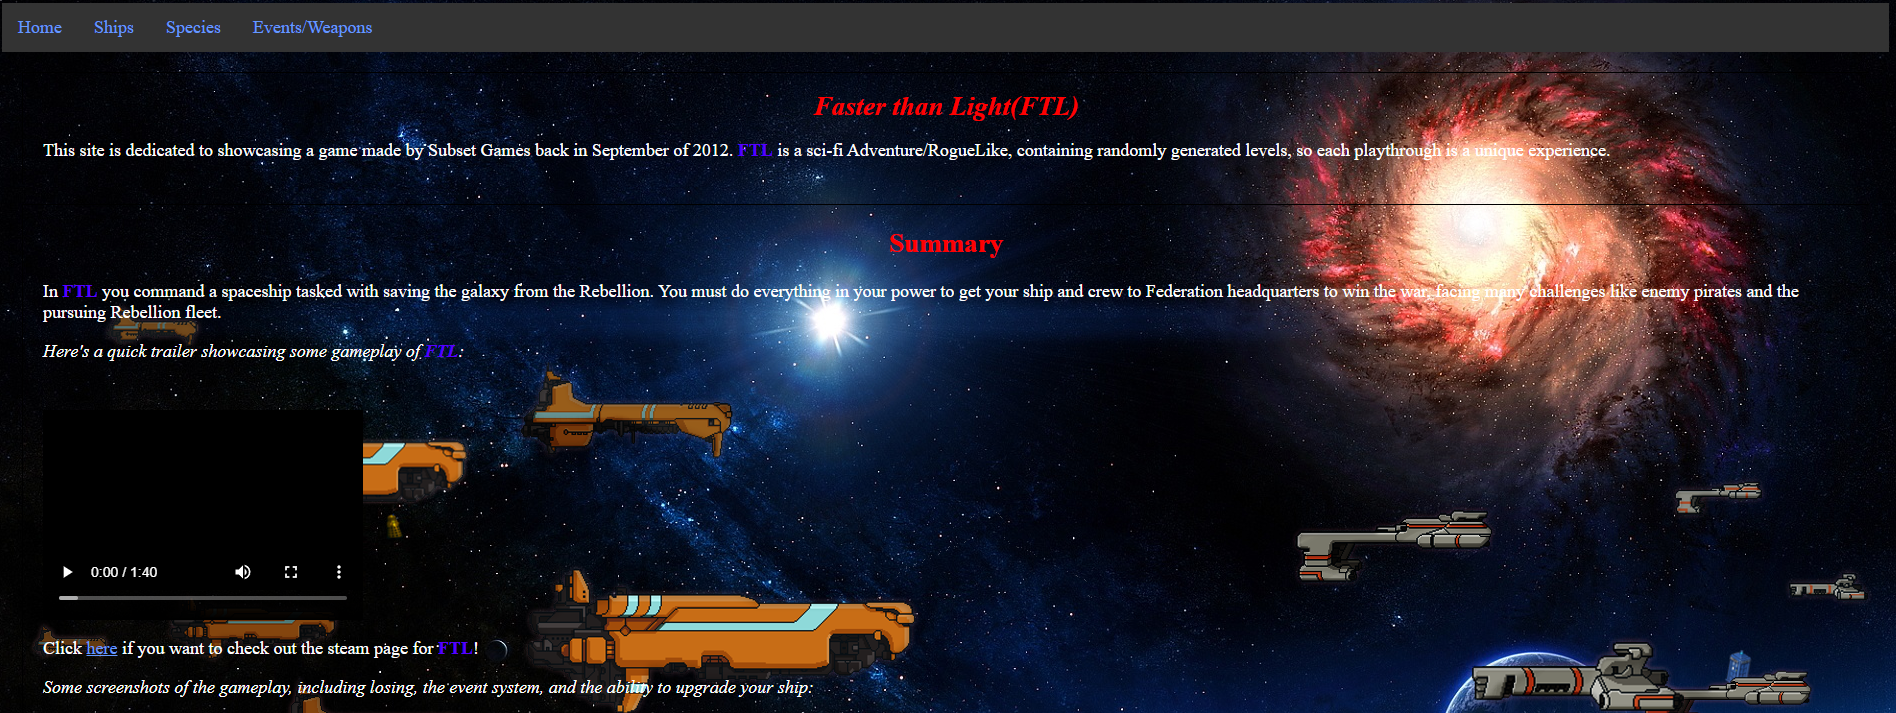 Home Ships Species Events/Weapons
Faster than Light(FTL)
This site is dedicated to showcasing a game made by Subset Games back in September of 2012. FTL is a sci-fi Adventure/RogueLike, containing randomly generated levels, so each playthrough is a unique experience.
Summary
In FTL you command a spaceship tasked with saving the galaxy from the Rebellion. You must do everything in your power to get your ship and crew to Federation headquarters to win the war, facing many challenges like enemy pirates and the
pursuing Rebellion fleet.
Here's a quick trailer showcasing some gameplay of FTL:
0:00 / 1:40
Click here if you want to check out the steam page for FTL!
Some screenshots of the gameplay, including losing, the event system, and the ability to upgrade your ship: